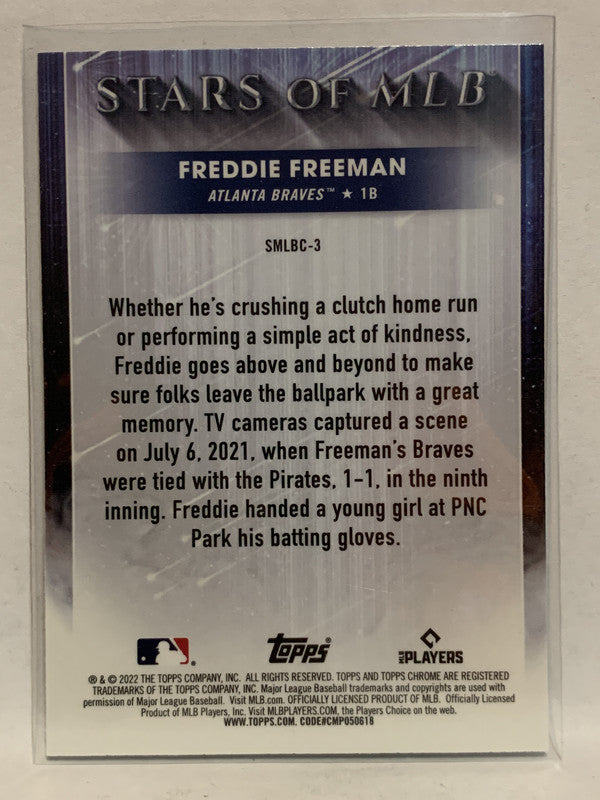 STARS OF MLB®
FREDDIE FREEMAN
ATLANTA BRAVES™ ★ 1B
SMLBC-3
Whether he's crushing a clutch home run
or performing a simple act of kindness,
Freddie goes above and beyond to make
sure folks leave the ballpark with a great
memory. TV cameras captured a scene
on July 6, 2021, when Freeman's Braves
were tied with the Pirates, 1-1, in the ninth
inning. Freddie handed a young girl at PNC
Park his batting gloves.
Topps® MLB PLAYERS
® & © 2022 THE TOPPS COMPANY, INC. ALL RIGHTS RESERVED. TOPPS AND TOPPS CHROME ARE REGISTERED
TRADEMARKS OF THE TOPPS COMPANY, INC. Major League Baseball trademarks and copyrights are used with
permission of Major League Baseball. Visit MLB.com. OFFICIALLY LICENSED PRODUCT OF MLB. Officially Licensed
Product of MLB Players, Inc. Visit MLBPLAYERS.COM, the Players Choice on the web.
WWW.TOPPS.COM. CODE#CMP050618